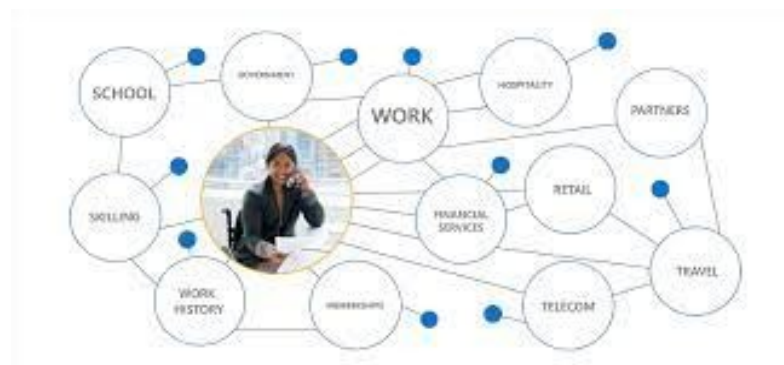 SCHOOL
GOVERNMENT
WORK
HOSPITALITY
PARTNERS
SKILLING
FINANCIAL
SERVICES
RETAIL
TRAVEL
WORK
HISTORY
MEMBERSHIPS
TELECOM